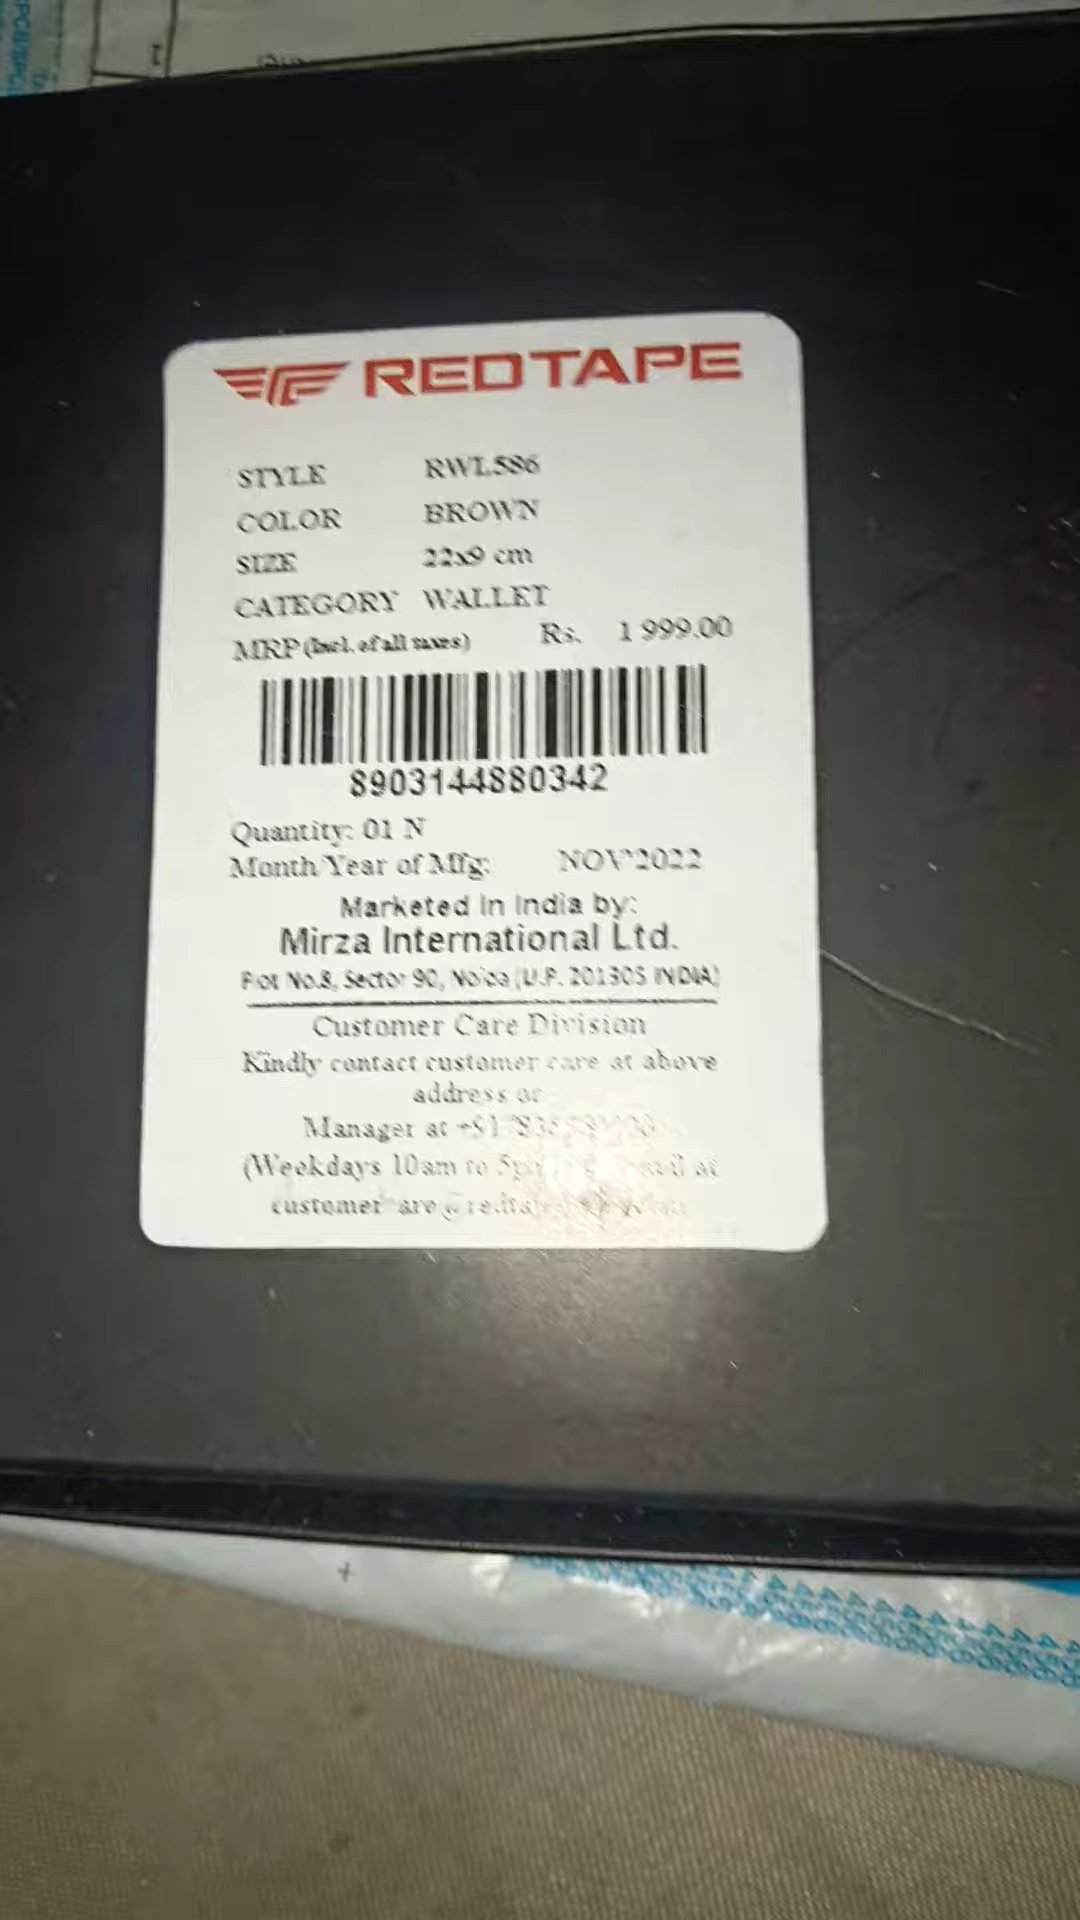 REDTAPE
STYLE RWL586
COLOR BROWN
SIZE 22x9 cm
CATEGORY WALLET
MRP (Incl. of all taxes) Rs. 1 999.00
8903144880342
Quantity: 01 N
Month/Year of Mfg: NOV'2022
Marketed in India by:
Mirza International Ltd.
Plot No.8, Sector 90, Noida (U.P. 201305 INDIA)
Customer Care Division
Kindly contact customer care at above
address or
Manager at
(Weekdays 10am to